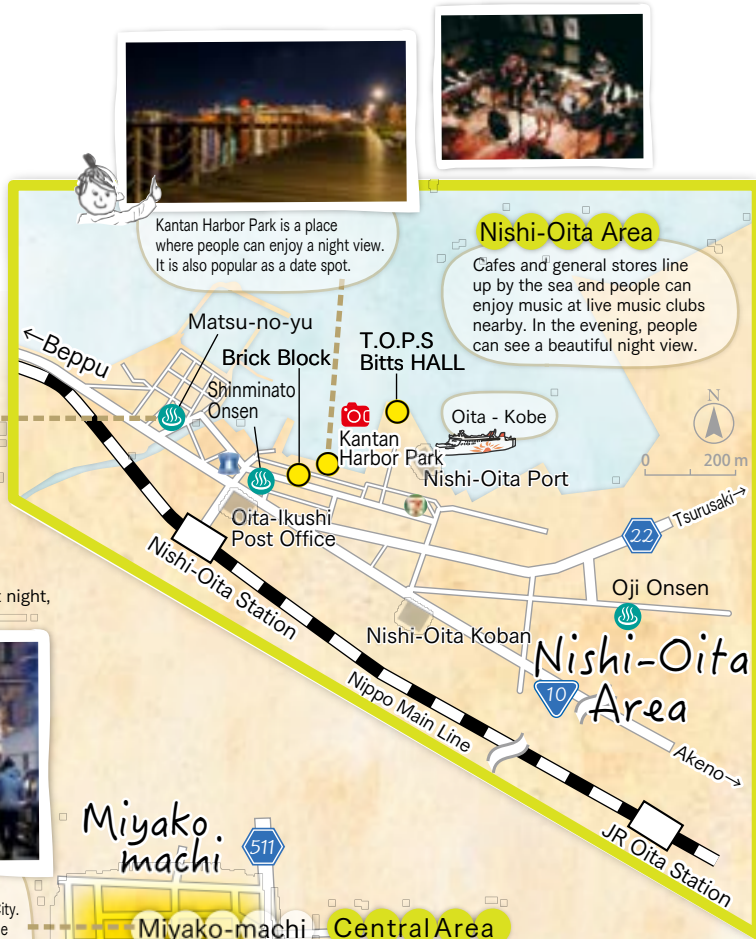 Kantan Harbor Park is a place
where people can enjoy a night view.
It is also popular as a date spot.
Nishi-Oita Area
Cafes and general stores line
up by the sea and people can
enjoy music at live music clubs
nearby. In the evening, people
can see a beautiful night view.
←Beppu
Matsu-no-yu
Brick Block
T.O.P.S
Bitts HALL
Shinminato
Onsen
Kantan
Harbor Park
Oita - Kobe
Nishi-Oita Port
N
0 200 m
Oita-Ikushi
Post Office
Nishi-Oita Station
22
Tsurusaki→
Oji Onsen
Nishi-Oita Koban
Nishi-Oita
Area
10
Nippo Main Line
Akeno→
JR Oita Station
night,
Miyako
machi
511
City.
Miyako-machi
Central Area